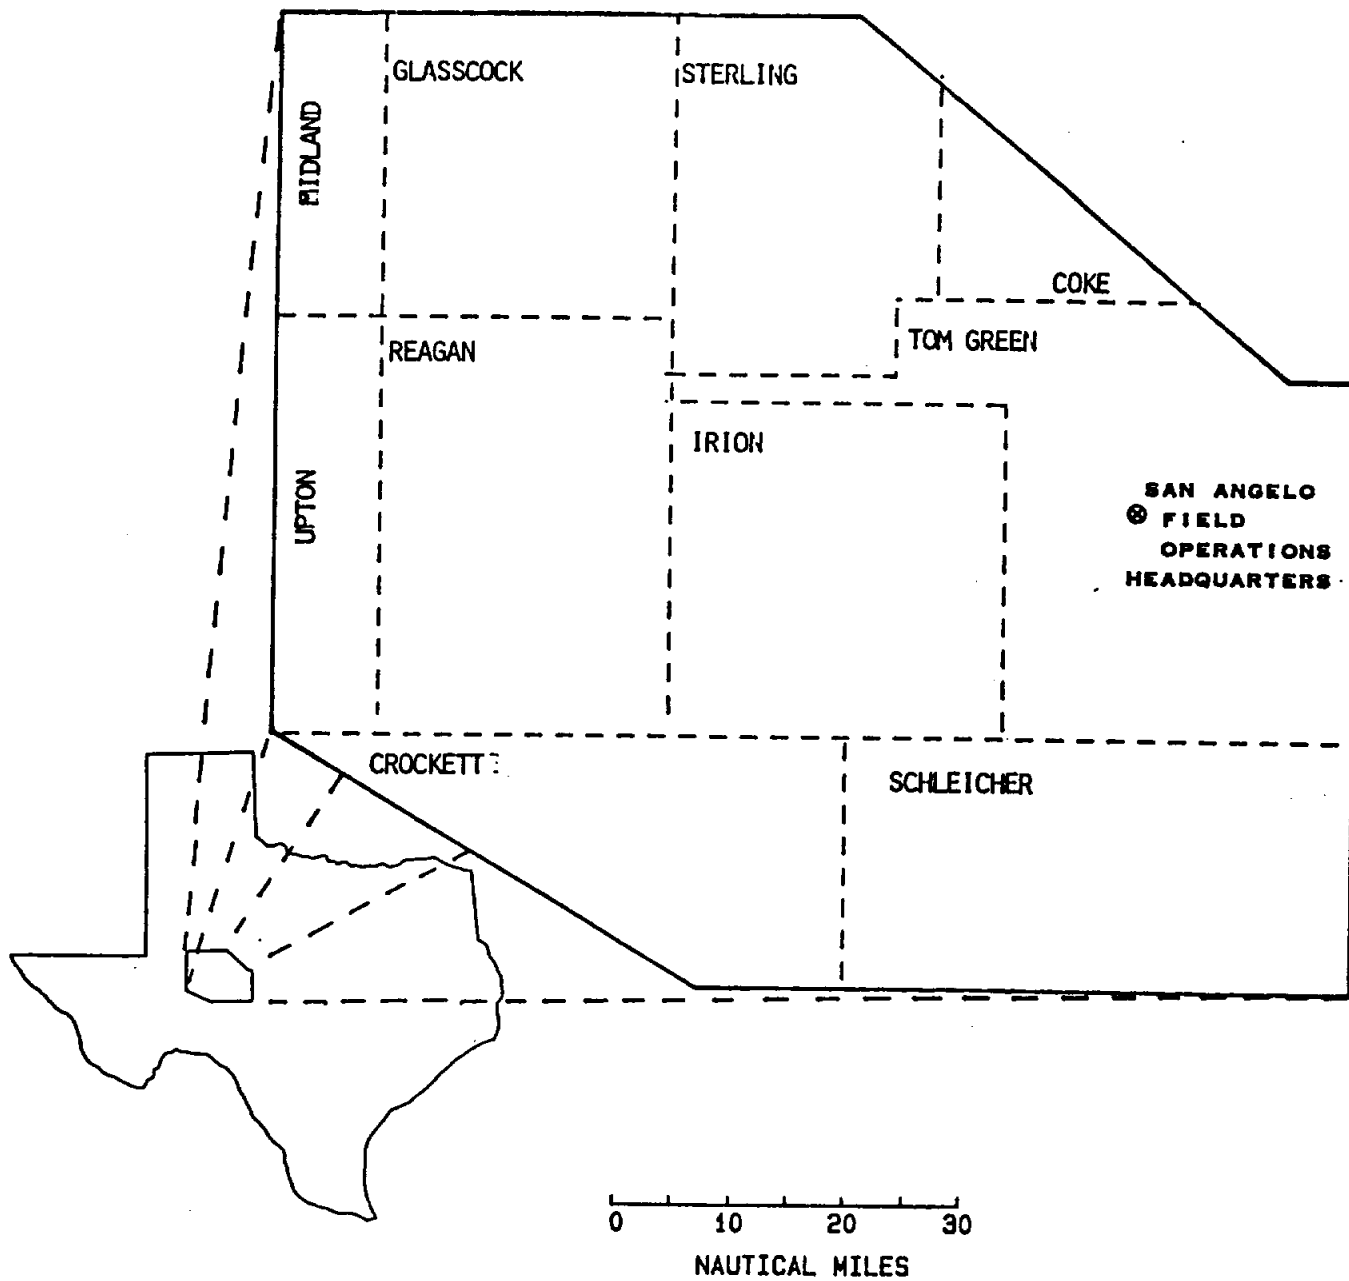 GLASSCOCK
STERLING
MIDLAND
COKE
TOM GREEN
REAGAN
IRION
UPTON
SAN ANGELO
FIELD
OPERATIONS
HEADQUARTERS
CROCKETT
SCHLEICHER
0 10 20 30
NAUTICAL MILES